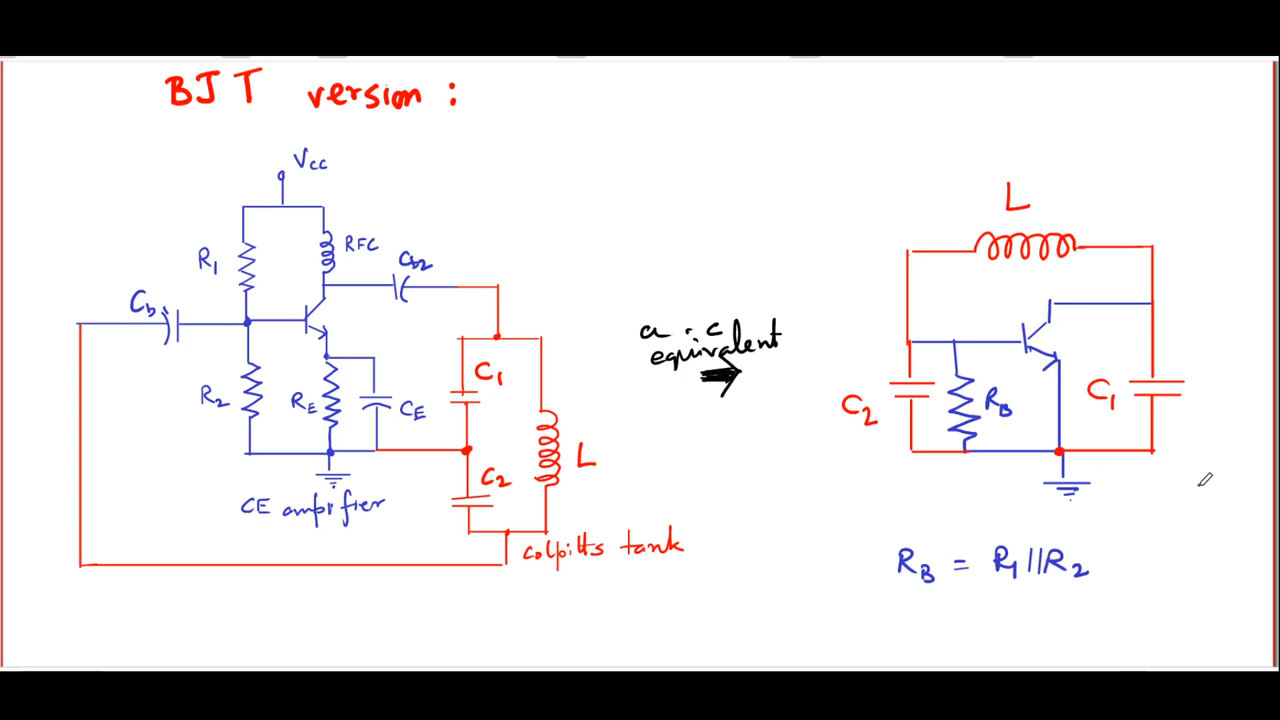 BJT version :
Vcc
R1
RFC
Cb2
Cb
R2
RE
CE
C1
C2
L
CE ampifier
colpitts tank
a.c
equivalent
L
C2
RB
C1
RB = R1 || R2